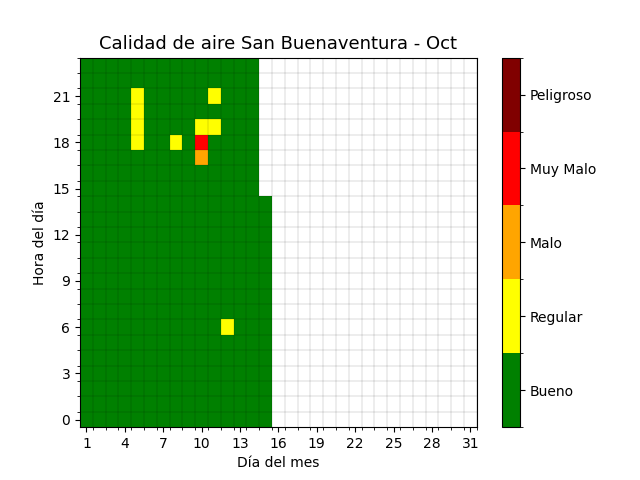 Calidad de aire San Buenaventura - Oct
Hora del día
21
18
15
12
9
6
3
0
1 4 7 10 13 16 19 22 25 28 31
Día del mes
Peligroso
Muy Malo
Malo
Regular
Bueno